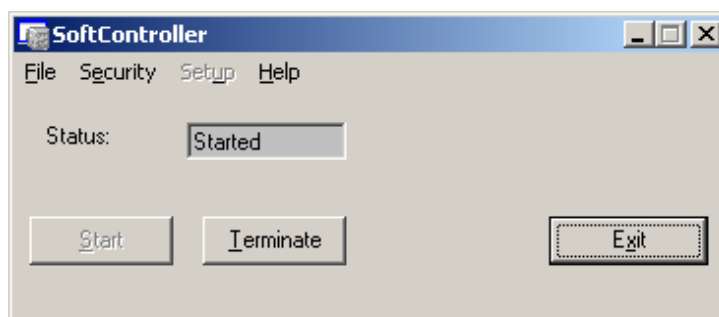 SoftController
File Security Setup Help
Status: Started
Start Terminate Exit